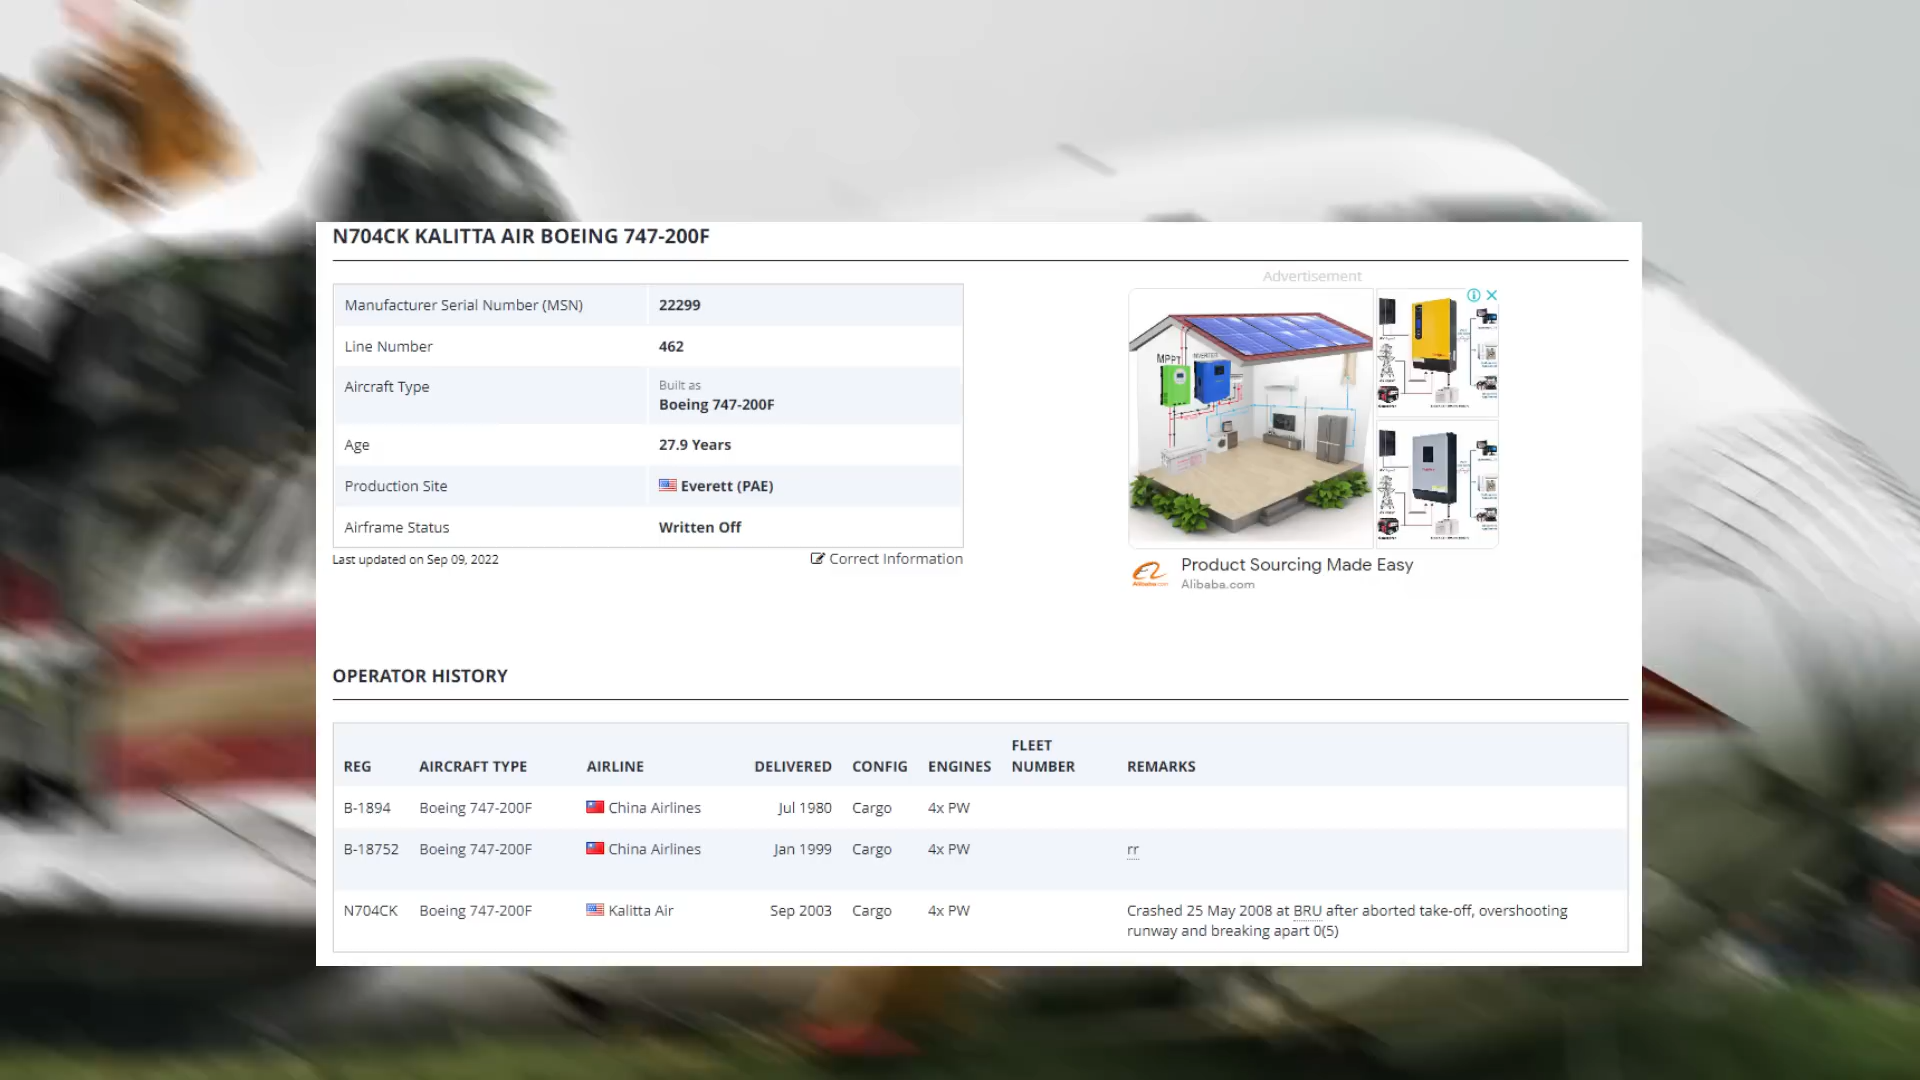 N704CK KALITTA AIR BOEING 747-200F
Manufacturer Serial Number (MSN) 22299
Line Number 462
Aircraft Type Built as
Boeing 747-200F
Age 27.9 Years
Production Site Everett (PAE)
Airframe Status Written Off
Last updated on Sep 09, 2022 Correct Information
Advertisement
MPPT INVERTER
Product Sourcing Made Easy
Alibaba.com
Alibaba.com
OPERATOR HISTORY
REG AIRCRAFT TYPE AIRLINE DELIVERED CONFIG ENGINES FLEET NUMBER REMARKS
B-1894 Boeing 747-200F China Airlines Jul 1980 Cargo 4x PW
B-18752 Boeing 747-200F China Airlines Jan 1999 Cargo 4x PW rr
N704CK Boeing 747-200F Kalitta Air Sep 2003 Cargo 4x PW Crashed 25 May 2008 at BRU after aborted take-off, overshooting
runway and breaking apart 0(5)